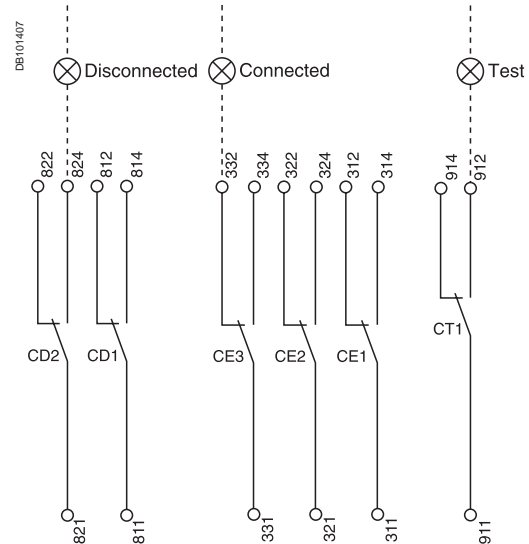 DB101407
Disconnected
Connected
Test
822
824
812
814
332
334
322
324
312
314
914
912
CD2
CD1
CE3
CE2
CE1
CT1
821
811
331
321
311
911